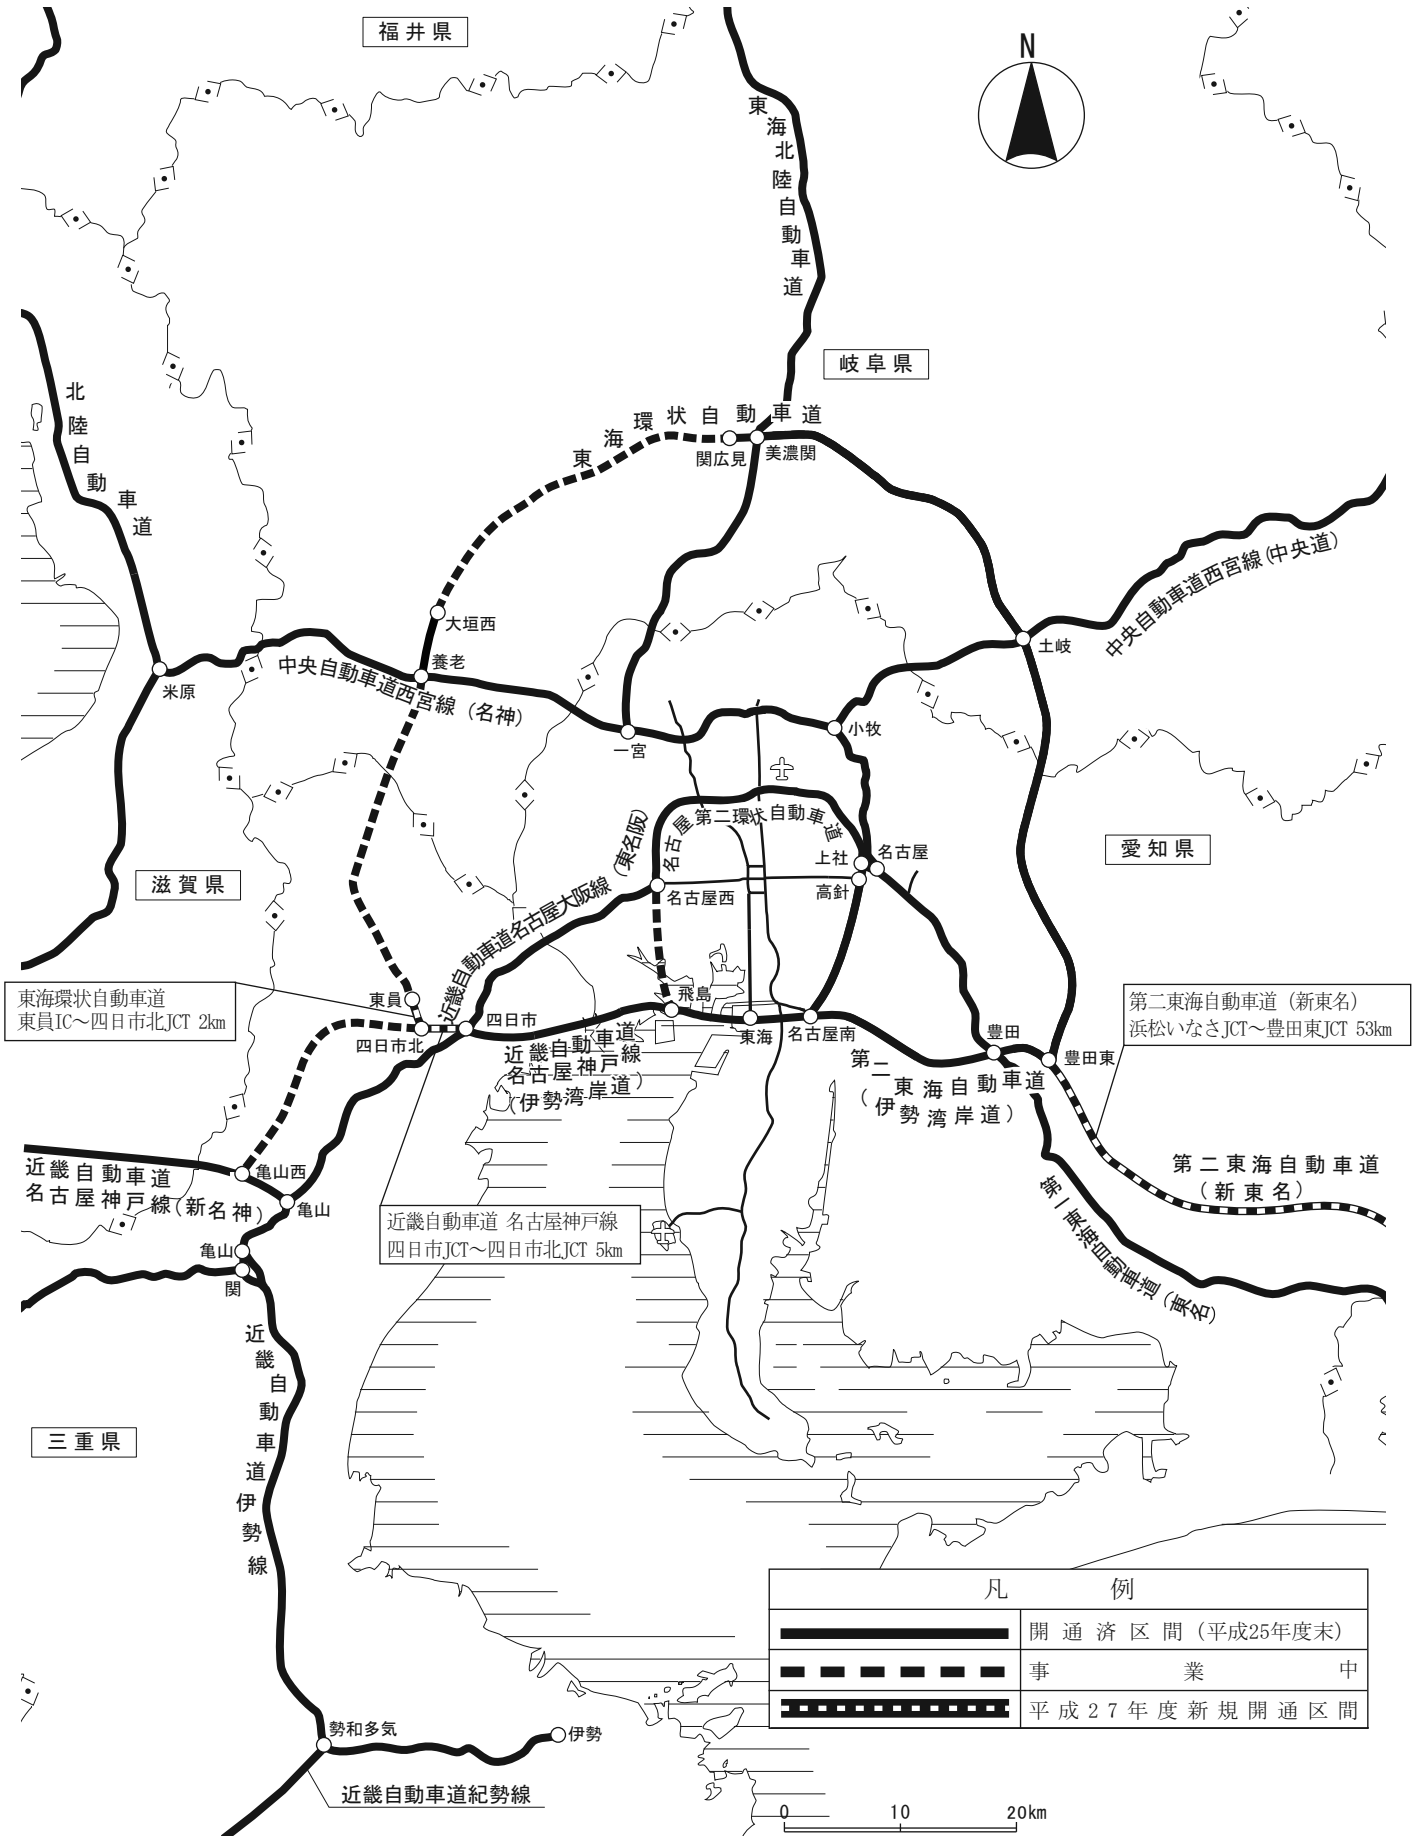 福井県
N
東海北陸自動車道
岐阜県
北陸自動車道
東海環状自動車道
関広見
美濃関
中央自動車道西宮線(中央道)
大垣西
土岐
養老
米原
中央自動車道西宮線(名神)
小牧
一宮
第二環状自動車道
名古屋
近畿自動車道名古屋大阪線(東名阪)
上社
名古屋
愛知県
滋賀県
名古屋西
高針
東海環状自動車道
東員IC~四日市北JCT 2km
東員
飛島
四日市
四日市北
東海
名古屋南
豊田
豊田東
第二東海自動車道(新東名)
浜松いなさJCT~豊田東JCT 53km
近畿自動車道
名古屋神戸線
(伊勢湾岸道)
第二東海自動車道
(伊勢湾岸道)
近畿自動車道
名古屋神戸線(新名神)
亀山西
亀山
第二東海自動車道
(新東名)
近畿自動車道 名古屋神戸線
四日市JCT~四日市北JCT 5km
第一東海自動車道(東名)
亀山
関
近畿自動車道伊勢線
三重県
凡例
開通済区間(平成25年度末)
事業中
平成27年度新規開通区間
勢和多気
伊勢
近畿自動車道紀勢線
0 10 20km